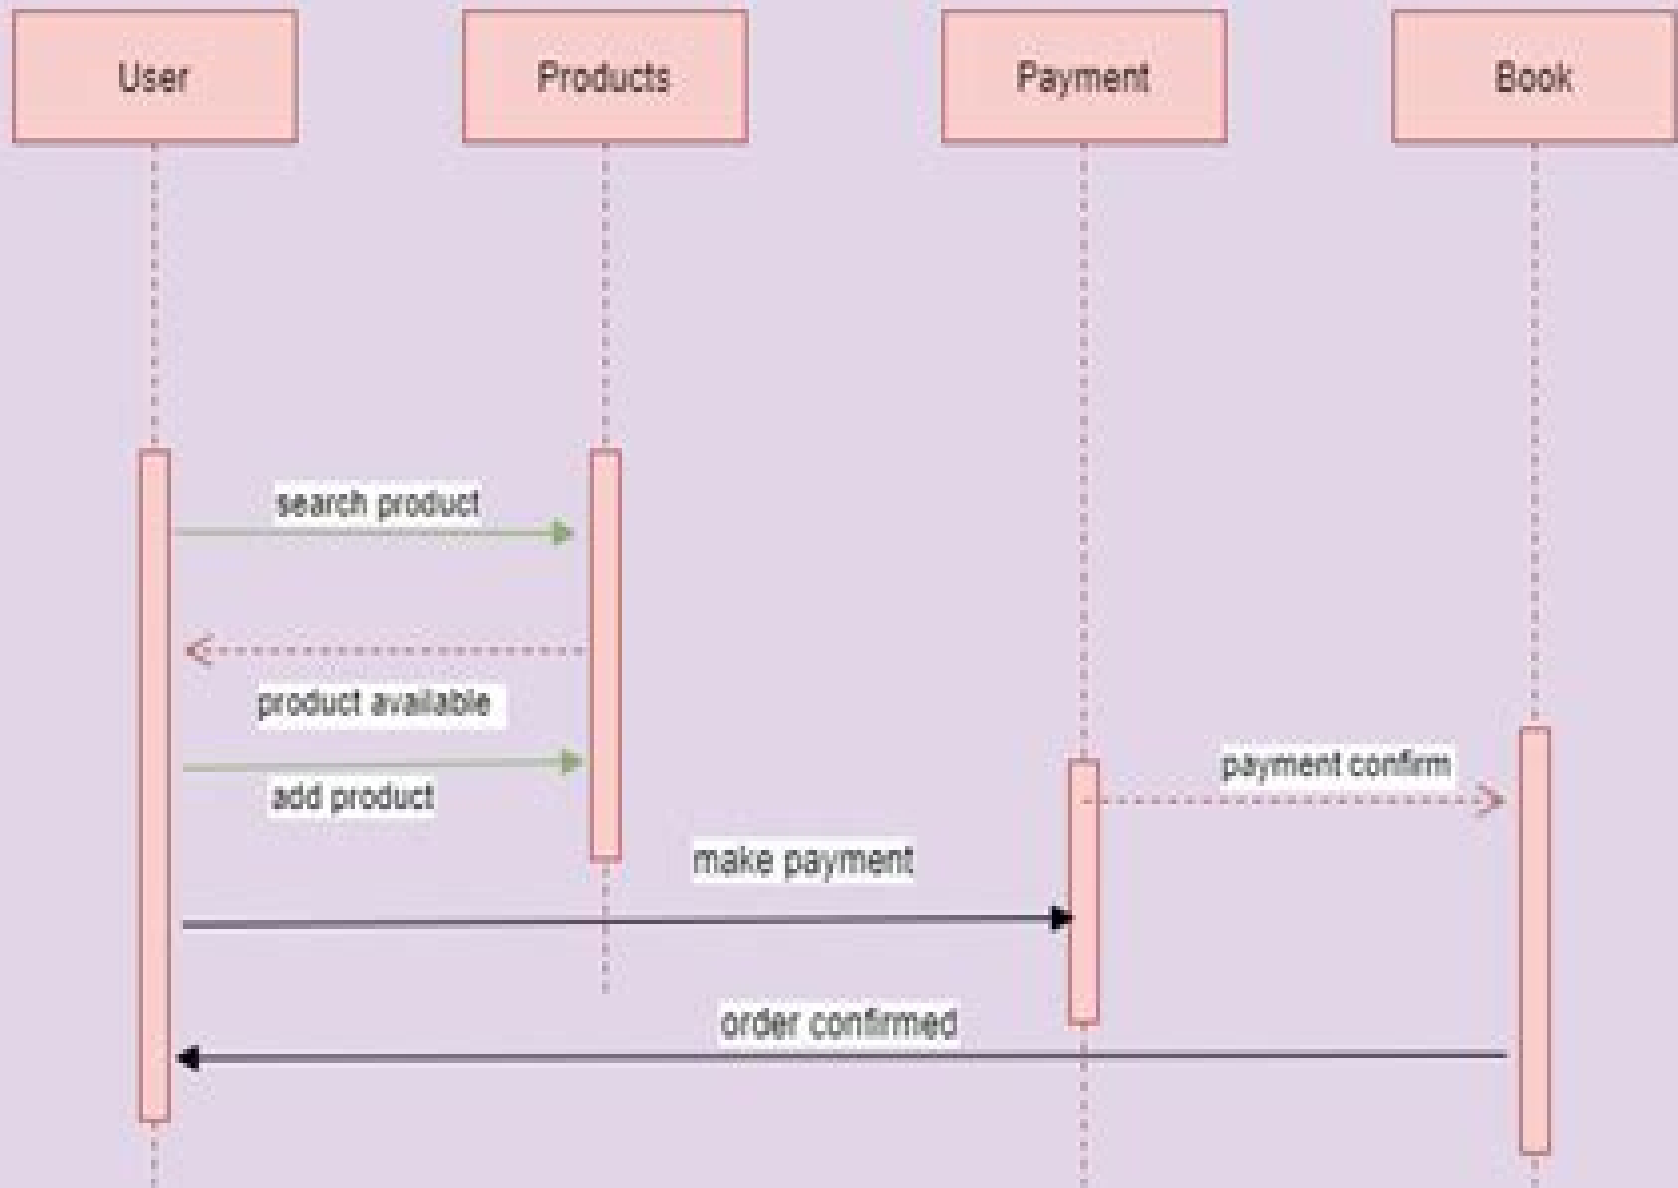 User
Products
Payment
Book
search product
product available
add product
payment confirm
make payment
order confirmed